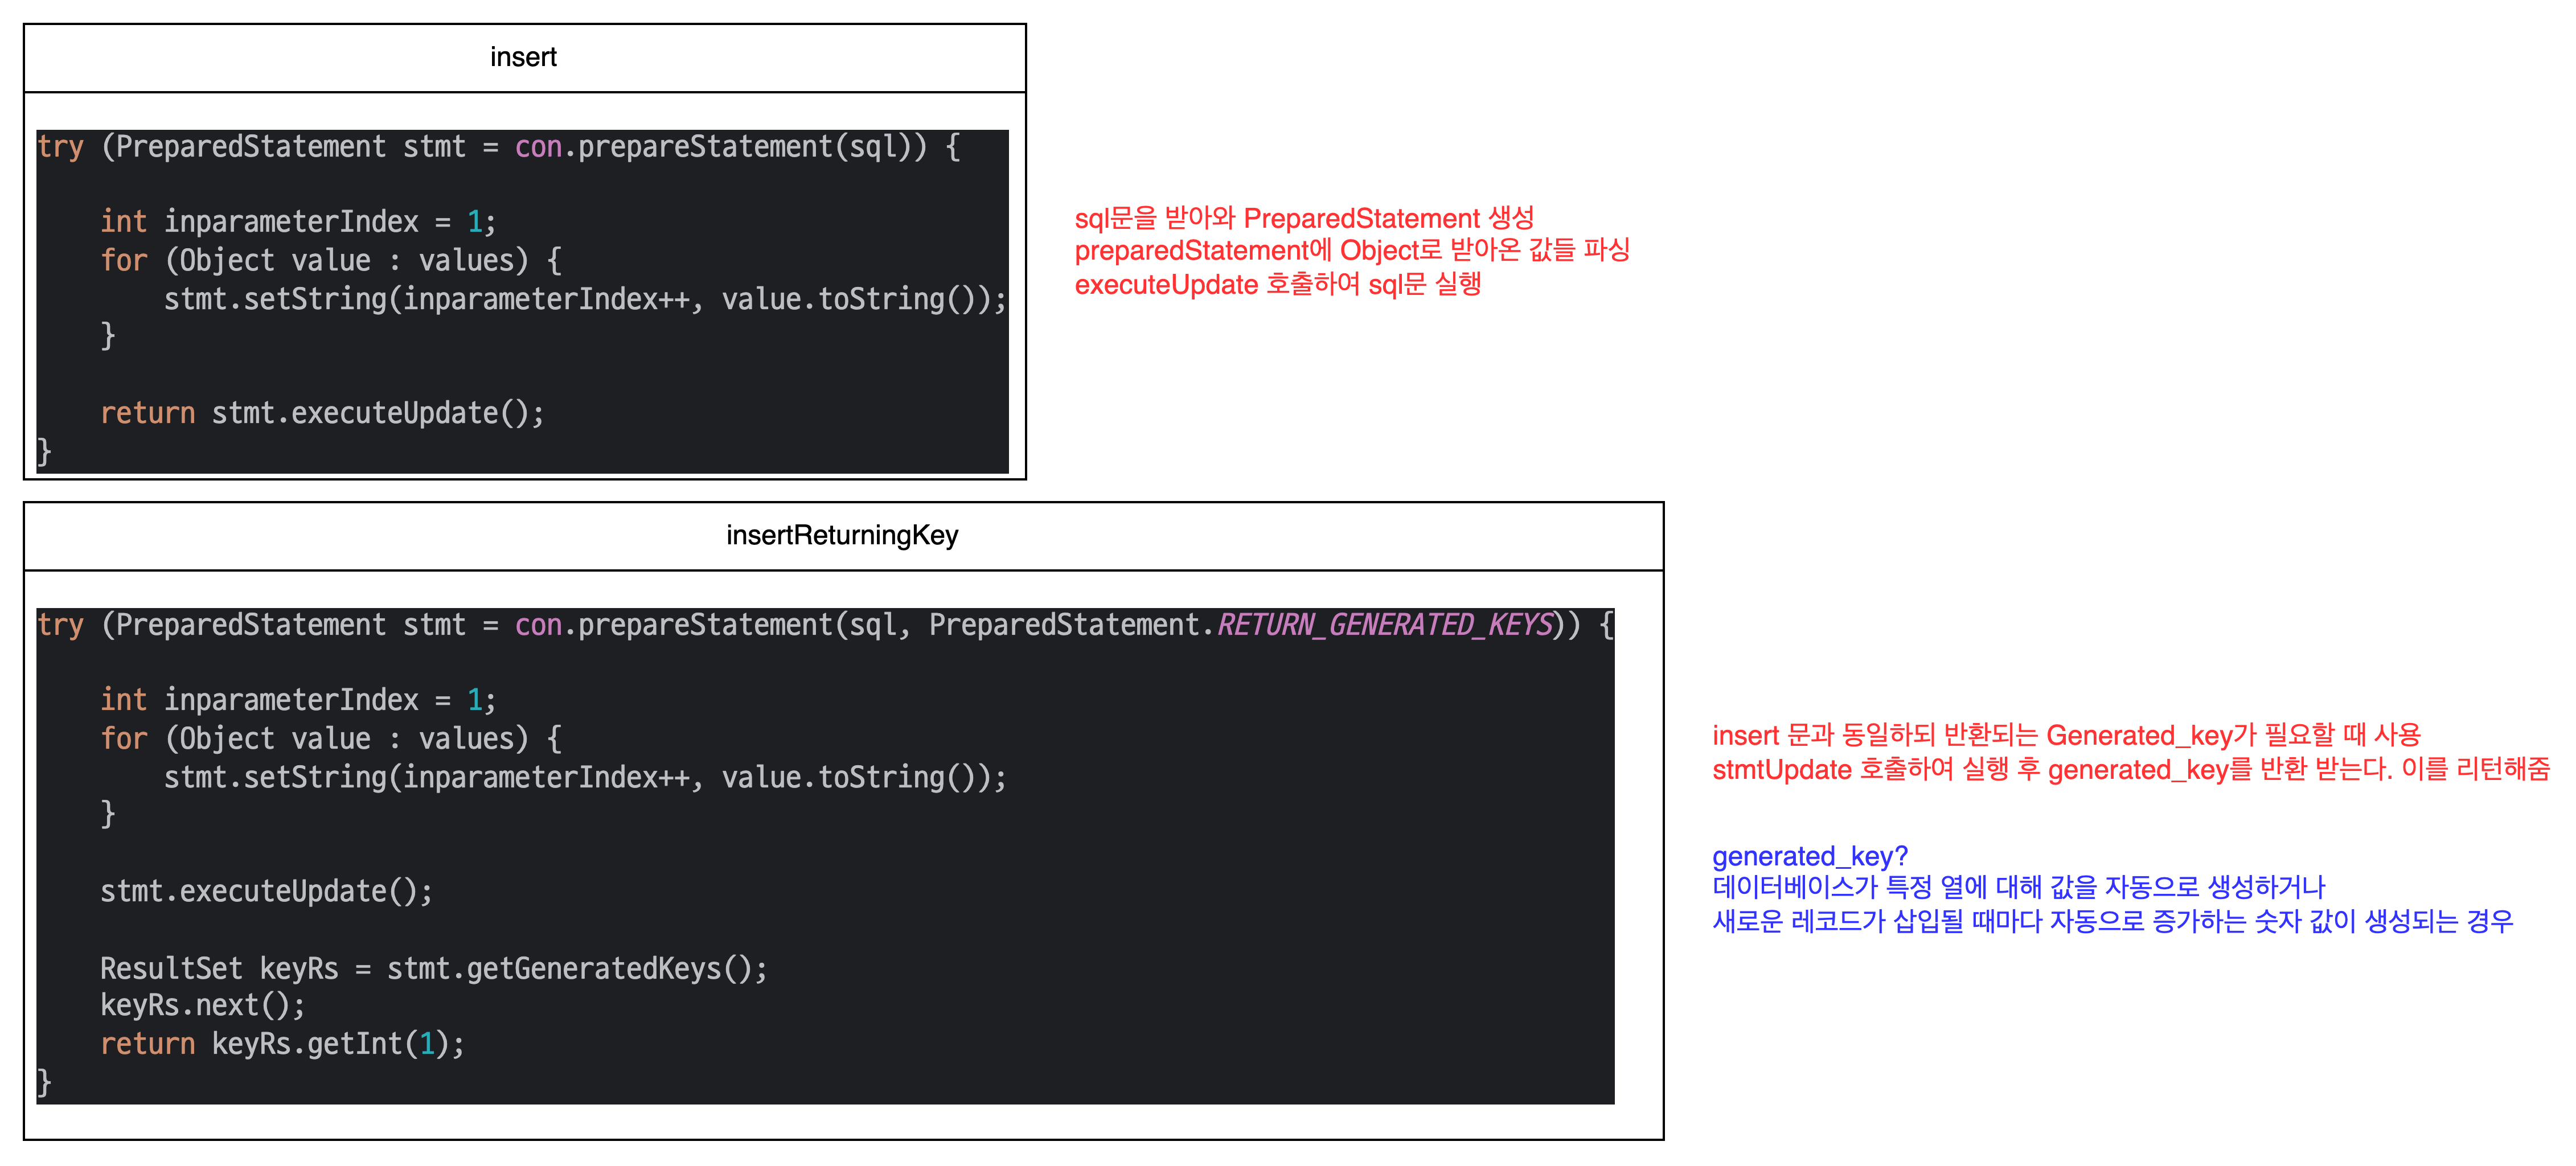 insert
try (PreparedStatement stmt = con.prepareStatement(sql)) {
int inparameterIndex = 1;
for (Object value : values) {
stmt.setString(inparameterIndex++, value.toString());
}
return stmt.executeUpdate();
}
sql문을 받아와 PreparedStatement 생성
preparedStatement에 Object로 받아온 값들 파싱
executeUpdate 호출하여 sql문 실행
insertReturningKey
try (PreparedStatement stmt = con.prepareStatement(sql, PreparedStatement.RETURN_GENERATED_KEYS)) {
int inparameterIndex = 1;
for (Object value : values) {
stmt.setString(inparameterIndex++, value.toString());
}
stmt.executeUpdate();
ResultSet keyRs = stmt.getGeneratedKeys();
keyRs.next();
return keyRs.getInt(1);
}
insert 문과 동일하되 반환되는 Generated_key가 필요할 때 사용
stmtUpdate 호출하여 실행 후 generated_key를 반환 받는다. 이를 리턴해줌
generated_key?
데이터베이스가 특정 열에 대해 값을 자동으로 생성하거나
새로운 레코드가 삽입될 때마다 자동으로 증가하는 숫자 값이 생성되는 경우